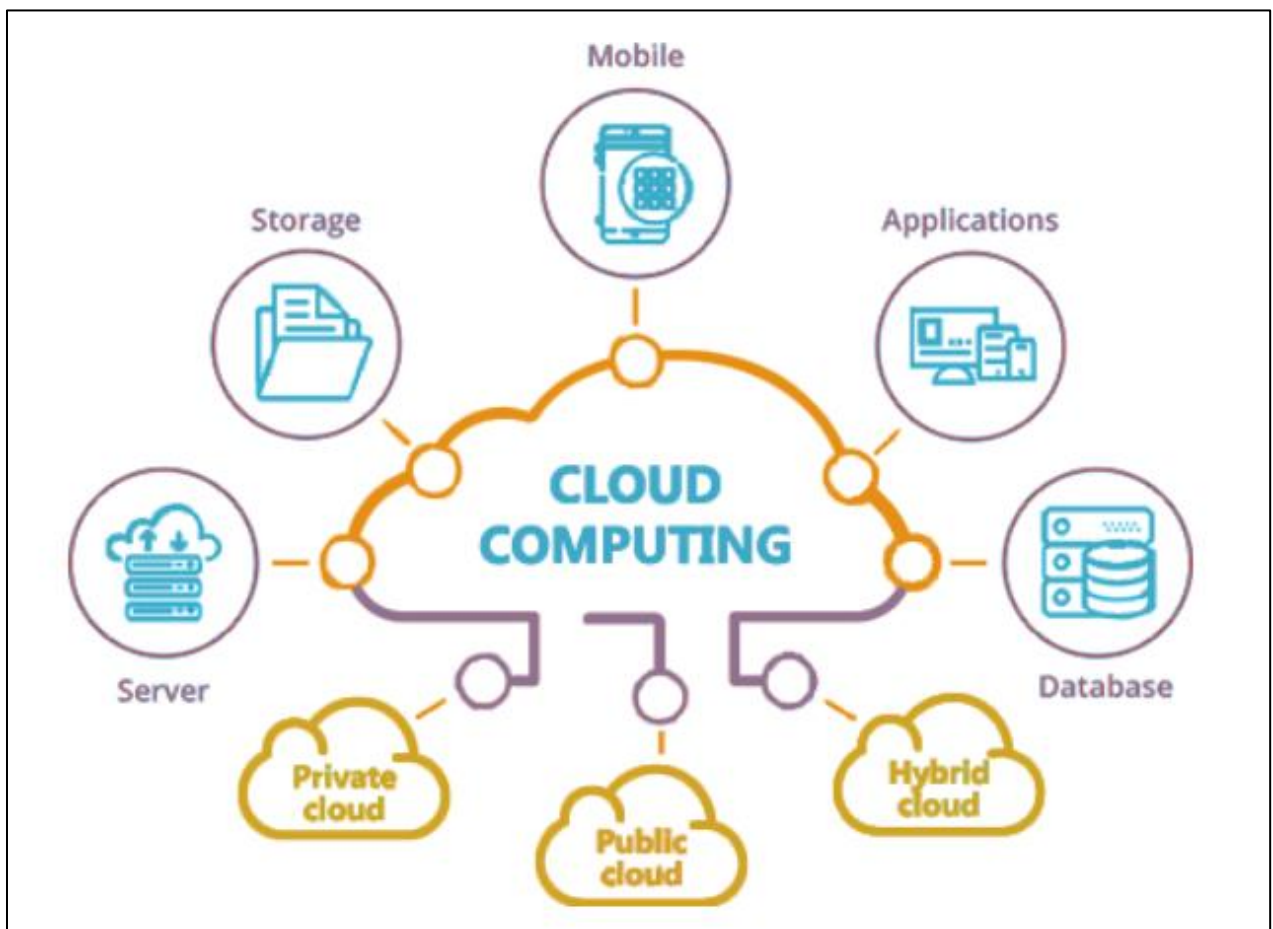 Mobile
Storage
Applications
CLOUD
COMPUTING
Server
Database
Private
cloud
Public
cloud
Hybrid
cloud